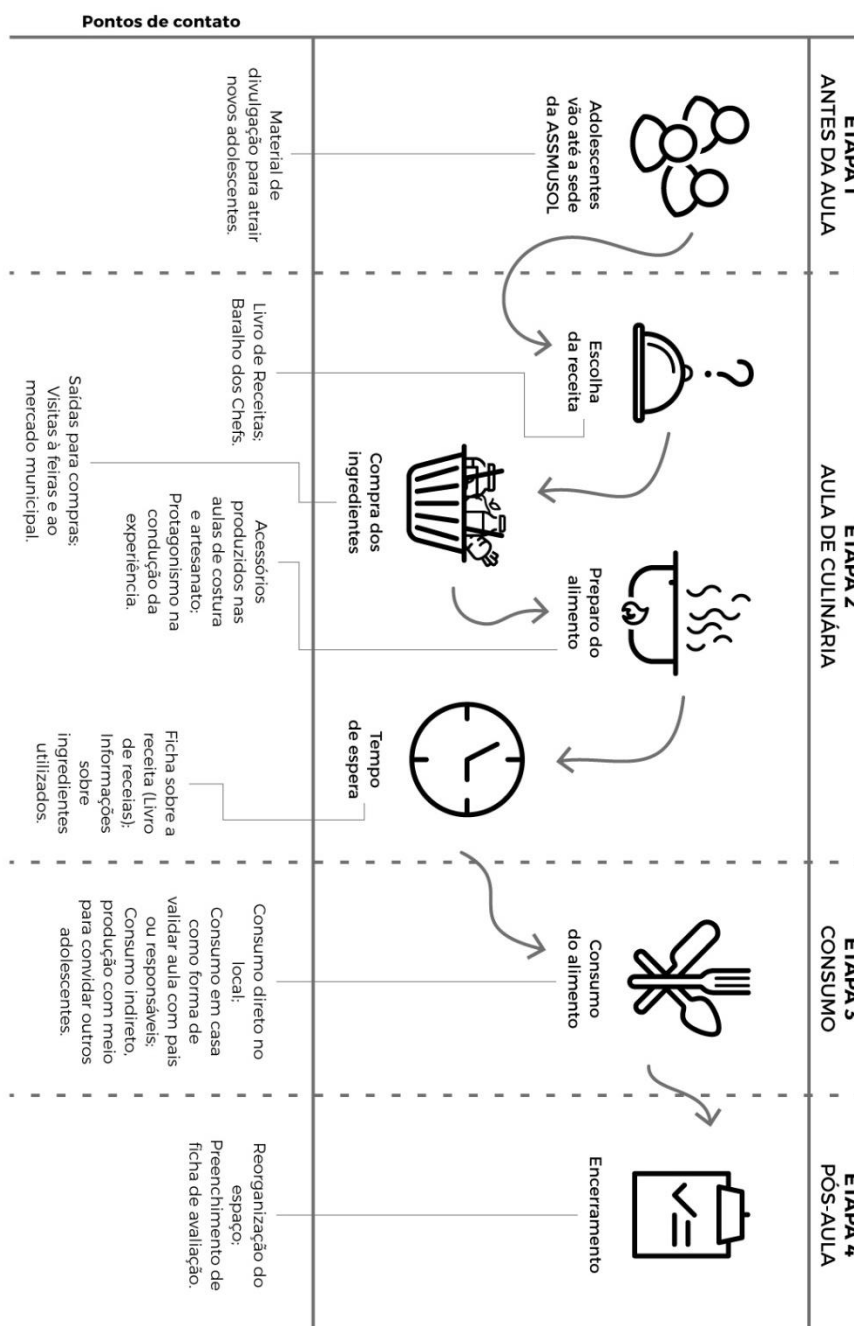 ETAPA 1
ANTES DA AULA
ETAPA 2
AULA DE CULINÁRIA
ETAPA 3
CONSUMO
ETAPA 4
PÓS-AULA
Adolescentes
vão até a sede
da ASSMUSOL
Escolha
da receita
Compra dos
ingredientes
Preparo do
alimento
Tempo
de espera
Consumo
do alimento
Encerramento
Pontos de contato
Material de
divulgação para atrair
novos adolescentes.
Livro de Receitas;
Baralho dos Chefs.
Saídas para compras;
Visitas à feiras e ao
mercado municipal.
Acessórios
produzidos nas
aulas de costura
e artesanato;
Protagonismo na
condução da
experiência.
Ficha sobre a
receita (Livro
de receias);
Informações
sobre
ingredientes
utilizados.
Consumo direto no
local;
Consumo em casa
como forma de
validar aula com pais
ou responsáveis;
Consumo indireto,
produção com meio
para convidar outros
adolescentes.
Reorganização do
espaço;
Preenchimento de
ficha de avaliação.